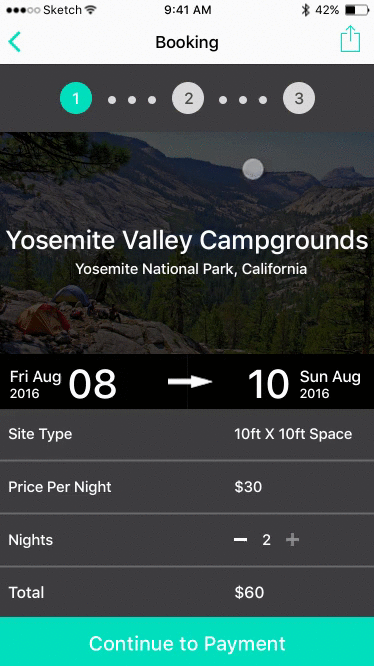 Sketch 9:41 AM 42%
Booking
1 2 3
Yosemite Valley Campgrounds
Yosemite National Park, California
Fri Aug 2016 08 10 Sun Aug 2016
Site Type 10ft X 10ft Space
Price Per Night $30
Nights 2
Total $60
Continue to Payment